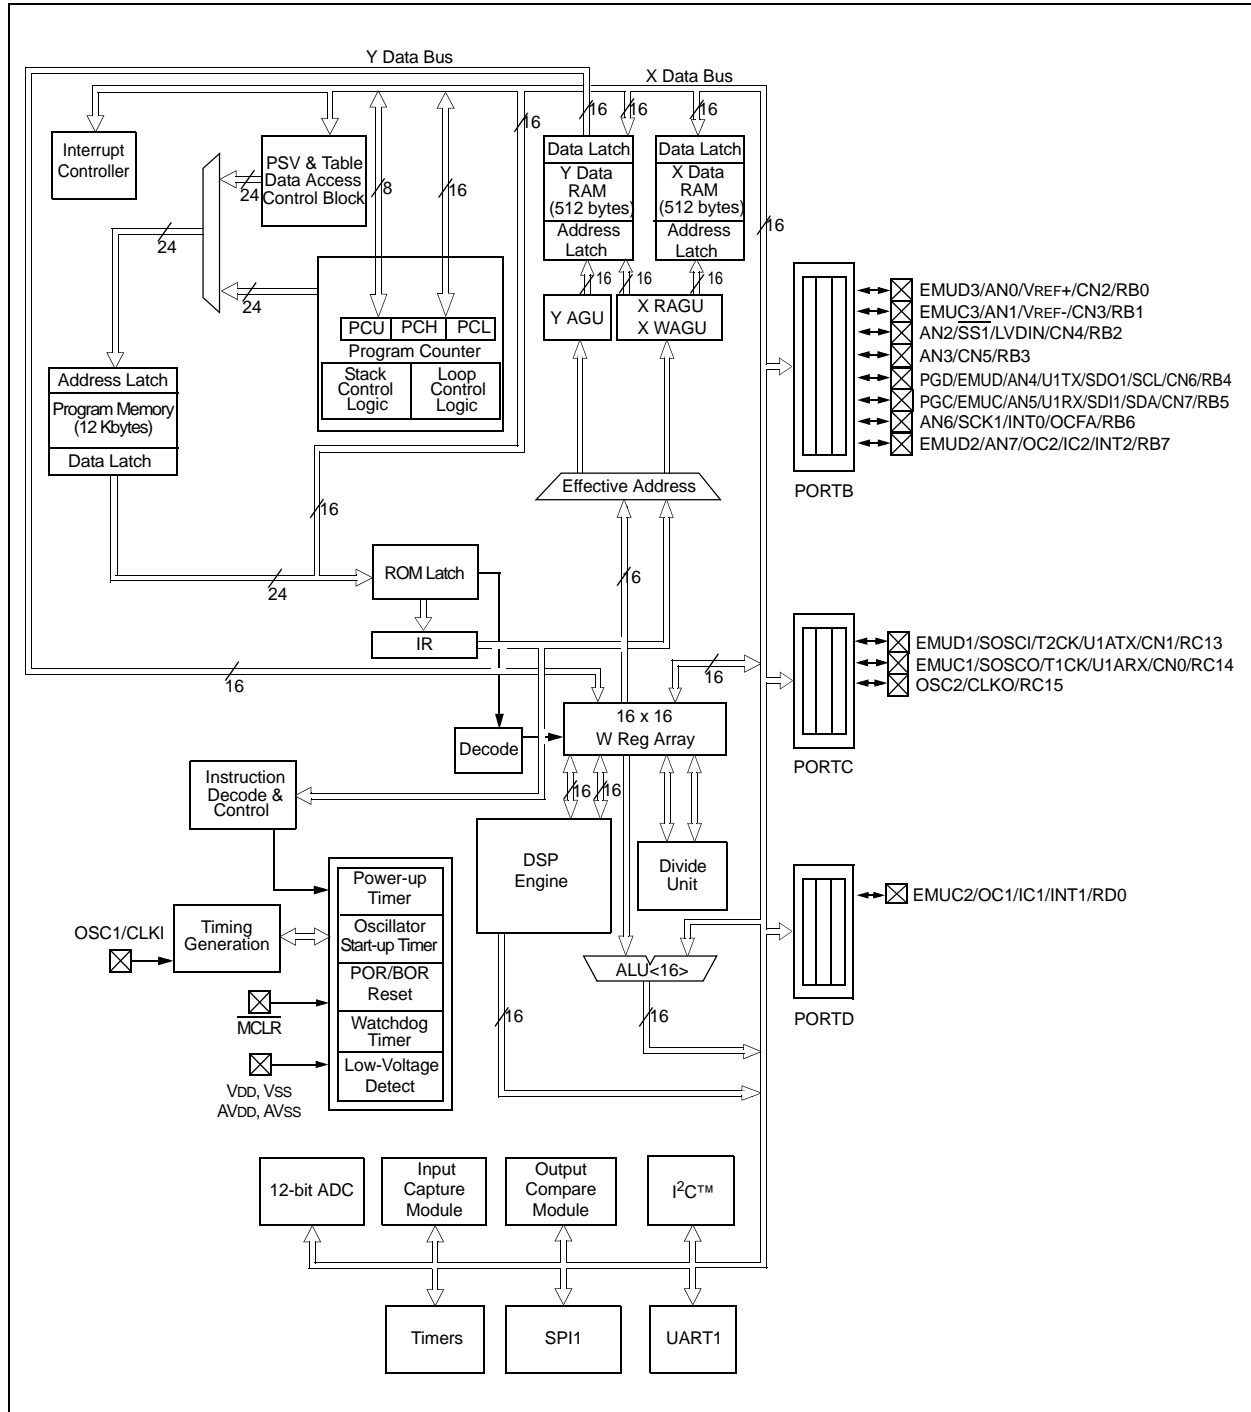 Y Data Bus
X Data Bus
16
16
16
16
16
Interrupt
Controller
PSV & Table
Data Access
Control Block
24
8
16
Data Latch
Y Data
RAM
(512 bytes)
Address
Latch
Data Latch
X Data
RAM
(512 bytes)
Address
Latch
16
24
24
16
16
16
Y AGU
X RAGU
X WAGU
PCU
PCH
PCL
Program Counter
Stack
Control
Logic
Loop
Control
Logic
Address Latch
Program Memory
(12 Kbytes)
Data Latch
EMUD3/AN0/VREF+/CN2/RB0
EMUC3/AN1/VREF-/CN3/RB1
AN2/SS1/LVDIN/CN4/RB2
AN3/CN5/RB3
PGD/EMUD/AN4/U1TX/SDO1/SCL/CN6/RB4
PGC/EMUC/AN5/U1RX/SDI1/SDA/CN7/RB5
AN6/SCK1/INT0/OCFA/RB6
EMUD2/AN7/OC2/IC2/INT2/RB7
PORTB
Effective Address
16
24
ROM Latch
16
IR
16
16
EMUD1/SOSCI/T2CK/U1ATX/CN1/RC13
EMUC1/SOSCO/T1CK/U1ARX/CN0/RC14
OSC2/CLKO/RC15
PORTC
16 x 16
W Reg Array
Decode
Instruction
Decode &
Control
16
16
DSP
Engine
Divide
Unit
EMUC2/OC1/IC1/INT1/RD0
PORTD
Power-up
Timer
Oscillator
Start-up Timer
POR/BOR
Reset
Watchdog
Timer
Low-Voltage
Detect
OSC1/CLKI
Timing
Generation
MCLR
VDD, VSS
AVDD, AVSS
ALU<16>
16
16
12-bit ADC
Input
Capture
Module
Output
Compare
Module
I²C™
Timers
SPI1
UART1